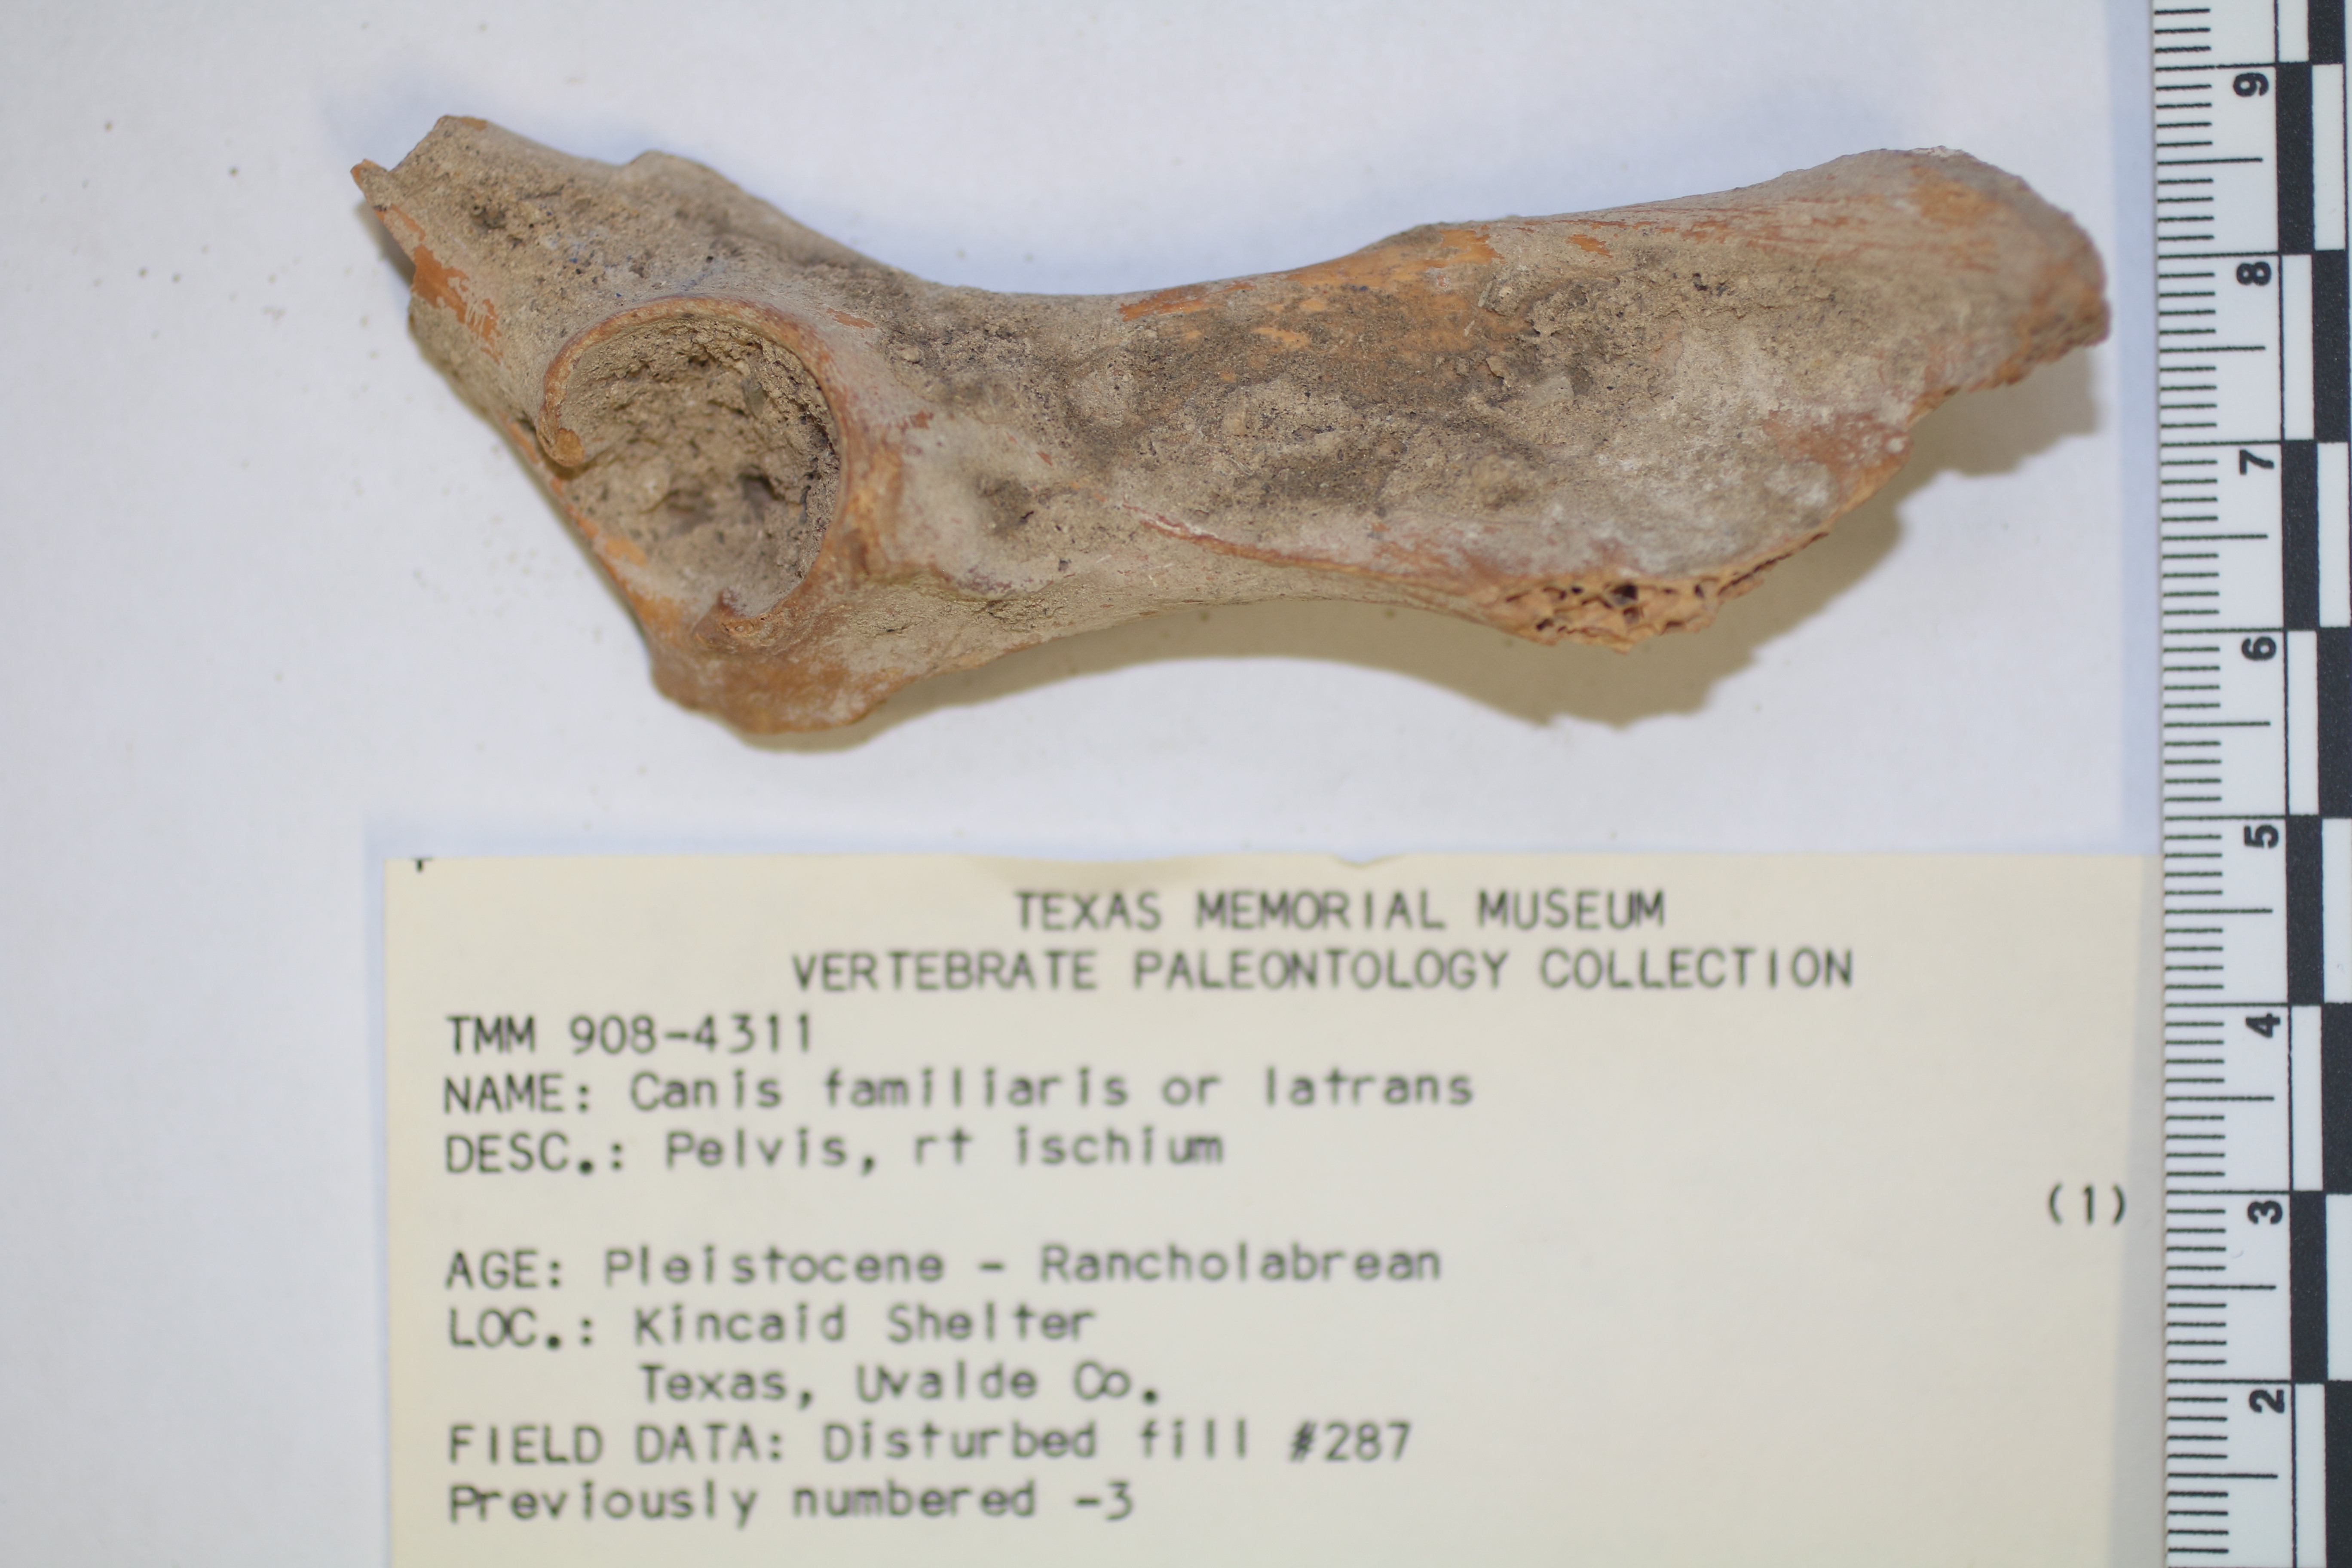 TEXAS MEMORIAL MUSEUM
VERTEBRATE PALEONTOLOGY COLLECTION
TMM 908-4311
NAME: Canis familiaris or latrans
DESC.: Pelvis, rt ischium
(1)
AGE: Pleistocene - Rancholabrean
LOC.: Kincaid Shelter
Texas, Uvalde Co.
FIELD DATA: Disturbed fill #287
Previously numbered -3
9
8
7
6
5
4
3
2